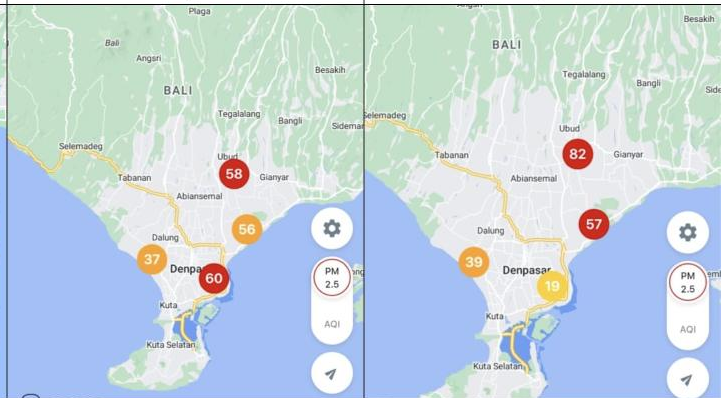 Plaga
Bali
Angsri
Besakih
BALI
Tegalalang
Bangli
Selemadeg
Ubud
58
Gianyar
Tabanan
Abiansemal
56
Dalung
37
Denpa
60
PM
2.5
Kuta
AQI
Kuta Selatan
Besakih
BALI
Tegalalang
Selemadeg
Bangli
Ubud
82
Tabanan
Gianyar
Abiansemal
57
Dalung
39
Denpasar
19
PM
2.5
Kuta
AQI
Kuta Selatan